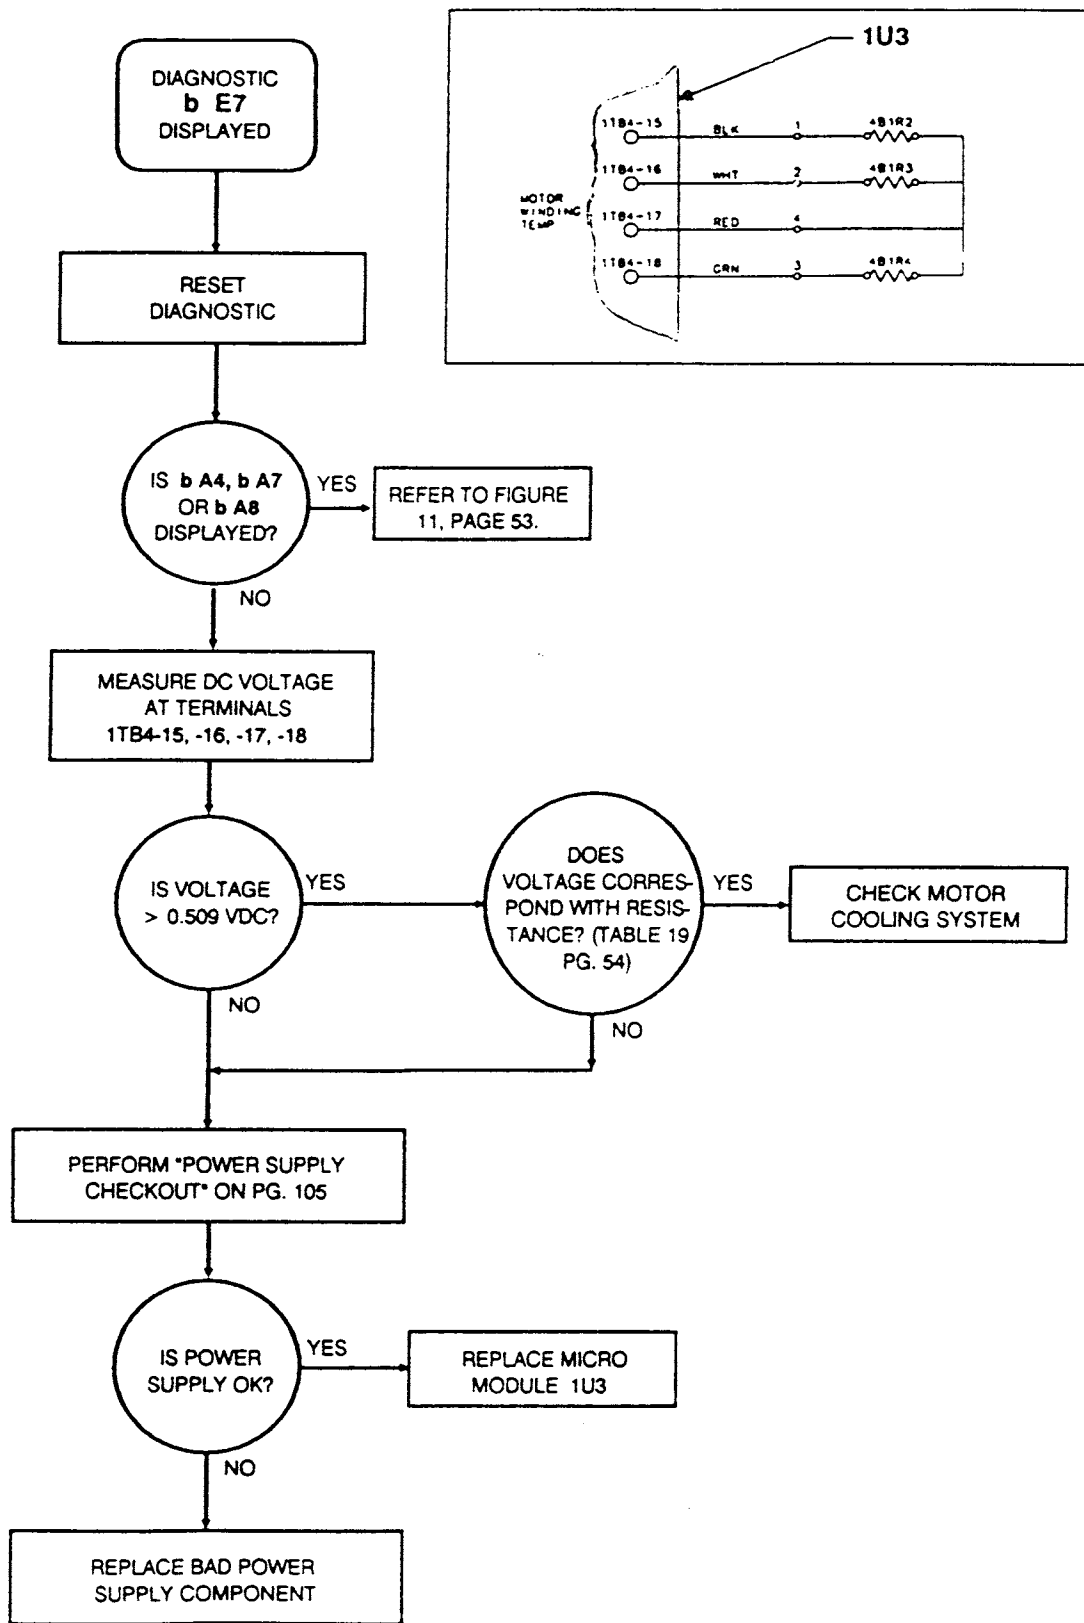 DIAGNOSTIC
b E7
DISPLAYED
RESET
DIAGNOSTIC
IS b A4, b A7
OR b A8
DISPLAYED?
YES
REFER TO FIGURE
11, PAGE 53.
NO
MEASURE DC VOLTAGE
AT TERMINALS
1TB4-15, -16, -17, -18
IS VOLTAGE
> 0.509 VDC?
YES
DOES
VOLTAGE CORRES-
POND WITH RESIS-
TANCE? (TABLE 19
PG. 54)
YES
CHECK MOTOR
COOLING SYSTEM
NO
NO
PERFORM "POWER SUPPLY
CHECKOUT" ON PG. 105
IS POWER
SUPPLY OK?
YES
REPLACE MICRO
MODULE 1U3
NO
REPLACE BAD POWER
SUPPLY COMPONENT
1U3
MOTOR
WINDING
TEMP
1TB4-15 BLK 1 4B1R2
1TB4-16 WHT 2 4B1R3
1TB4-17 RED 4
1TB4-18 GRN 3 4B1R4